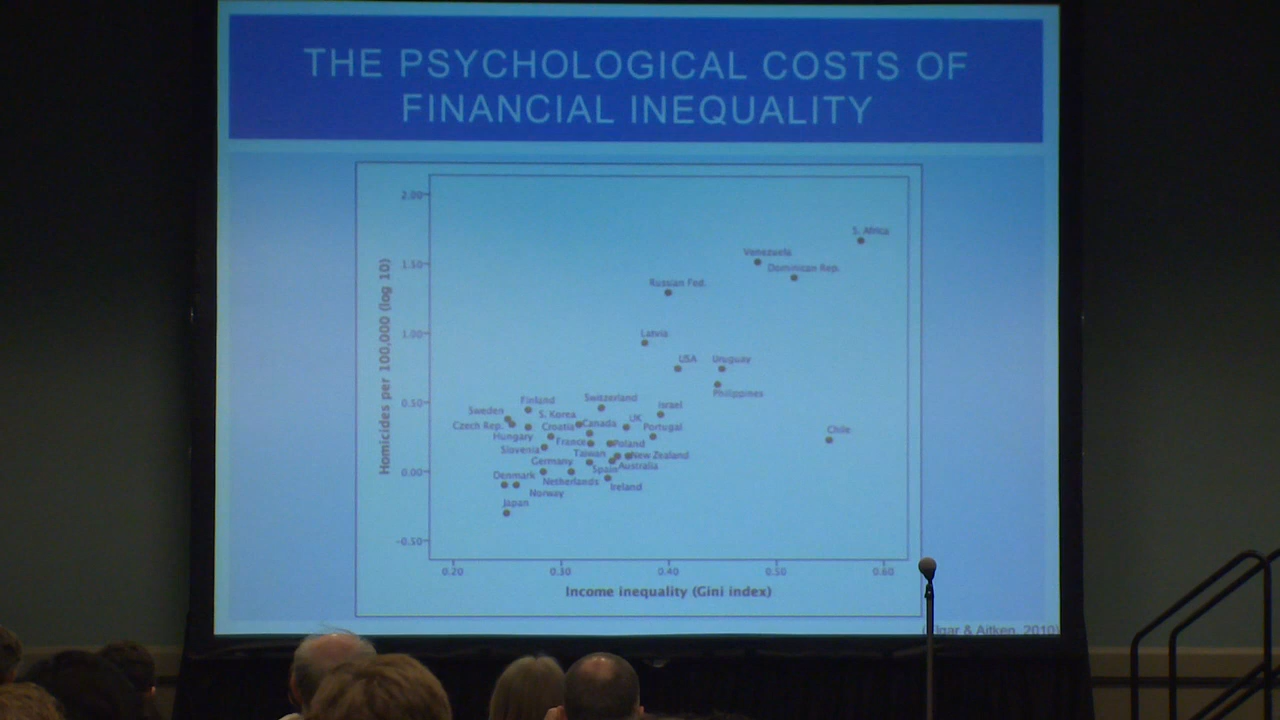 THE PSYCHOLOGICAL COSTS OF
FINANCIAL INEQUALITY
Homicides per 100,000 (log 10)
2.00
1.50
1.00
0.50
0.00
-0.50
S. Africa
Venezuela
Dominican Rep.
Russian Fed.
Latvia
USA
Uruguay
Philippines
Chile
Switzerland
Finland
Israel
Sweden
S. Korea
UK
Czech Rep.
Croatia
Canada
Portugal
Hungary
France
Poland
Slovenia
Taiwan
New Zealand
Germany
Spain
Australia
Denmark
Netherlands
Ireland
Norway
Japan
0.20 0.30 0.40 0.50 0.60
Income inequality (Gini index)
& Aitken, 2010)